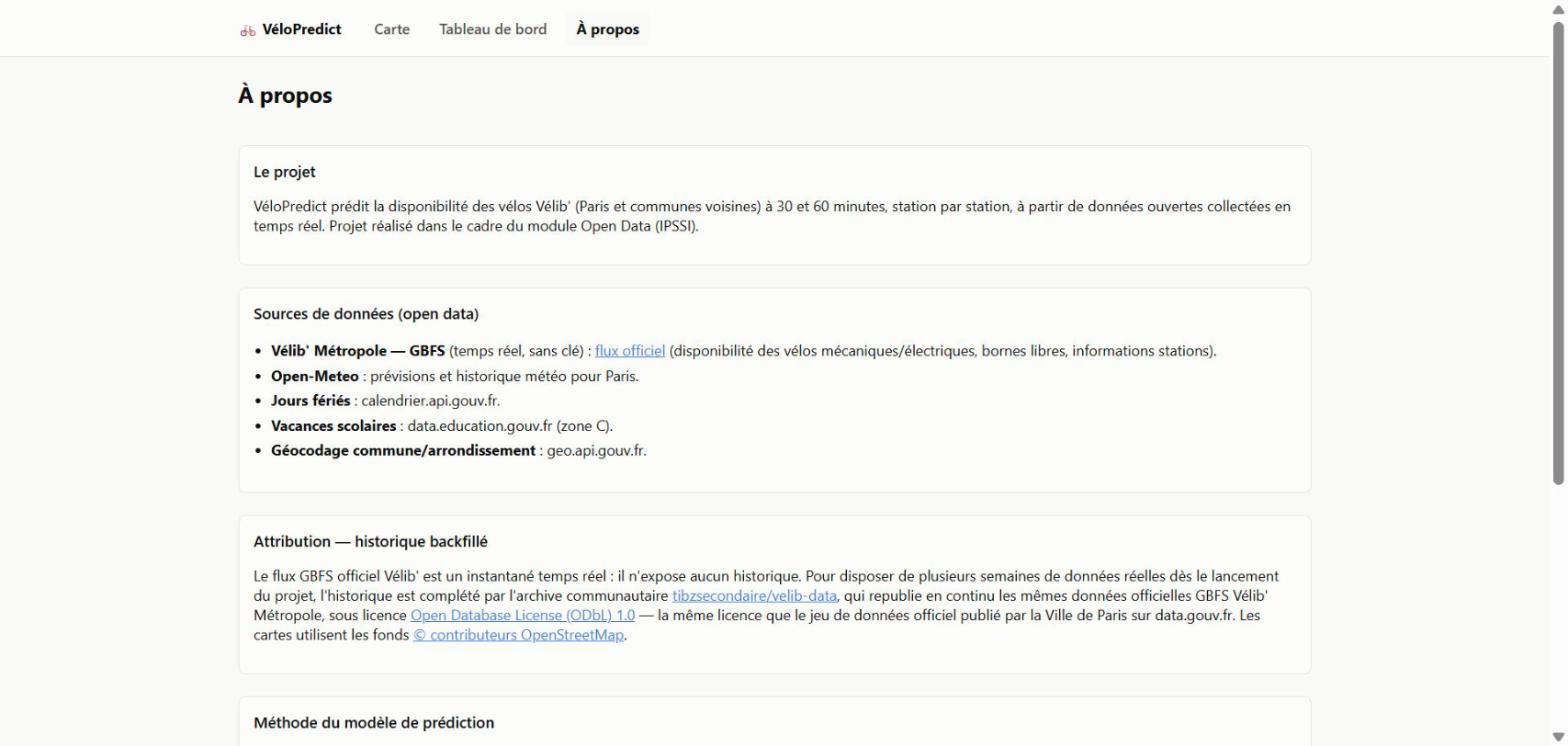 VéloPredict Carte Tableau de bord À propos
À propos
Le projet
VéloPredict prédit la disponibilité des vélos Vélib' (Paris et communes voisines) à 30 et 60 minutes, station par station, à partir de données ouvertes collectées en
temps réel. Projet réalisé dans le cadre du module Open Data (IPSSI).
Sources de données (open data)
• Vélib' Métropole — GBFS (temps réel, sans clé) : flux officiel (disponibilité des vélos mécaniques/électriques, bornes libres, informations stations).
• Open-Meteo : prévisions et historique météo pour Paris.
• Jours fériés : calendrier.api.gouv.fr.
• Vacances scolaires : data.education.gouv.fr (zone C).
• Géocodage commune/arrondissement : geo.api.gouv.fr.
Attribution — historique backfillé
Le flux GBFS officiel Vélib' est un instantané temps réel : il n'expose aucun historique. Pour disposer de plusieurs semaines de données réelles dès le lancement
du projet, l'historique est complété par l'archive communautaire tibzsecondaire/velib-data, qui republie en continu les mêmes données officielles GBFS Vélib'
Métropole, sous licence Open Database License (ODbL) 1.0 — la même licence que le jeu de données officiel publié par la Ville de Paris sur data.gouv.fr. Les
cartes utilisent les fonds © contributeurs OpenStreetMap.
Méthode du modèle de prédiction